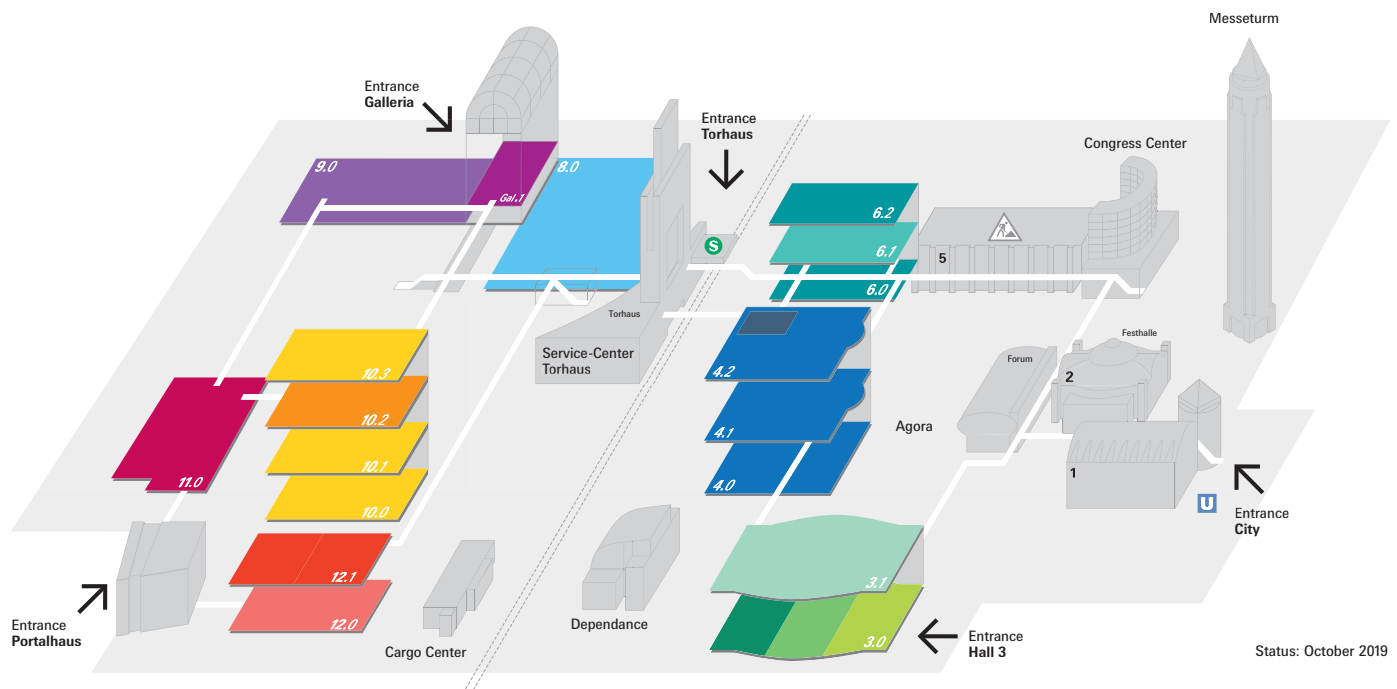 Messeturm
Entrance
Galleria
Entrance
Torhaus
Congress Center
9.0
8.0
Gal.1
6.2
6.1
6.0
S
5
Torhaus
Service-Center
Torhaus
Festhalle
Forum
2
1
10.3
10.2
10.1
10.0
4.2
4.1
4.0
Agora
11.0
U
Entrance
City
12.1
12.0
3.1
3.0
Entrance
Portalhaus
Cargo Center
Dependance
Entrance
Hall 3
Status: October 2019